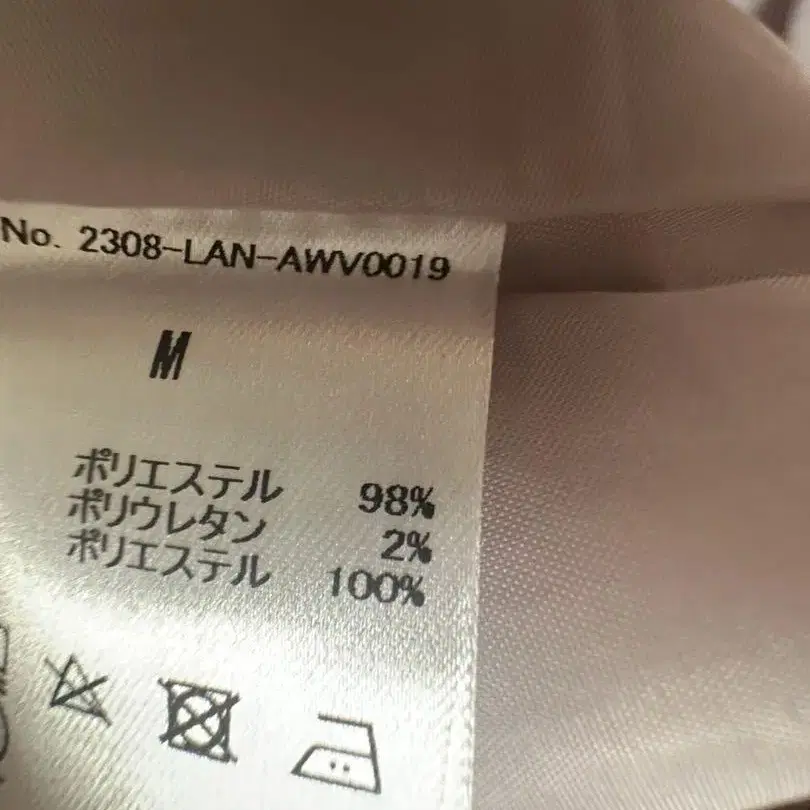 No. 2308-LAN-AWV0019
M
ポリエステル 98%
ポリウレタン 2%
ポリエステル 100%